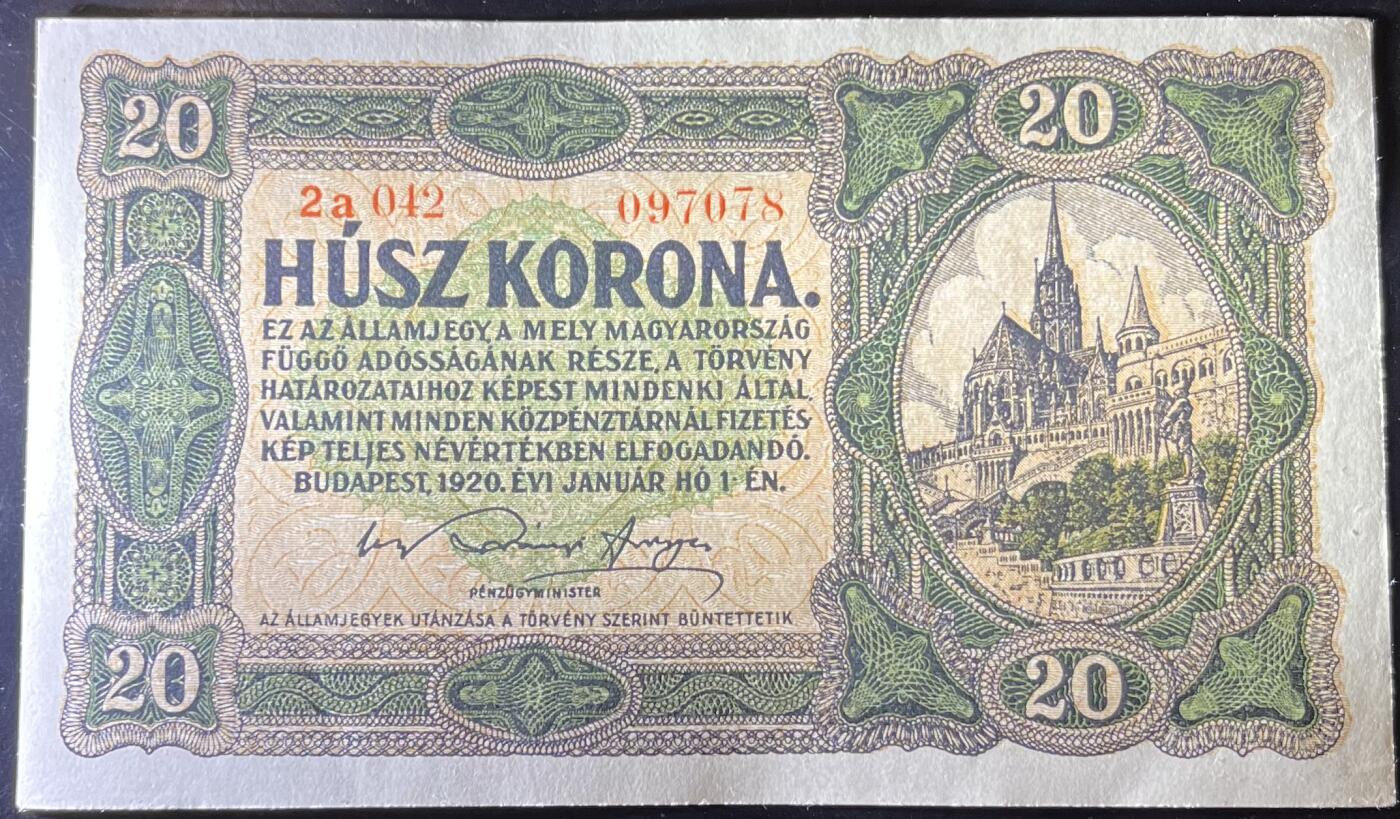 20
20
2a 042 097078
HÚSZ KORONA.
EZ AZ ÁLLAMJEGY, A MELY MAGYARORSZÁG
FÜGGŐ ADÓSSÁGÁNAK RÉSZE, A TÖRVÉNY
HATÁROZATAIHOZ KÉPEST MINDENKI ÁLTAL,
VALAMINT MINDEN KÖZPÉNZTÁRNÁL FIZETÉS-
KÉP TELJES NÉVÉRTÉKBEN ELFOGADANDÓ.
BUDAPEST, 1920. ÉVI JANUÁR HÓ 1-ÉN.
PÉNZÜGYMINISTER
AZ ÁLLAMJEGYEK UTÁNZÁSA A TÖRVÉNY SZERINT BÜNTETTETIK
20
20